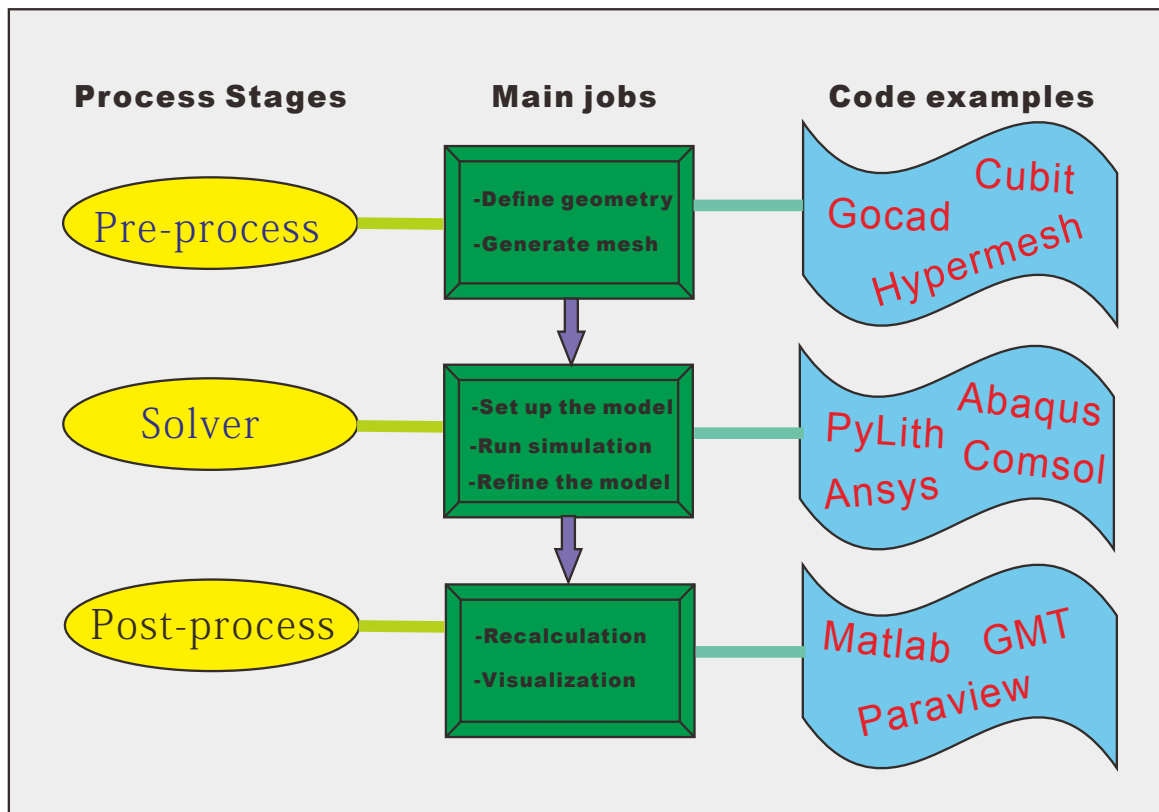 Process Stages
Main jobs
Code examples
Pre-process
-Define geometry
-Generate mesh
Cubit
Gocad
Hypermesh
Solver
-Set up the model
-Run simulation
-Refine the model
Abaqus
PyLith
Comsol
Ansys
Post-process
-Recalculation
-Visualization
Matlab
GMT
Paraview